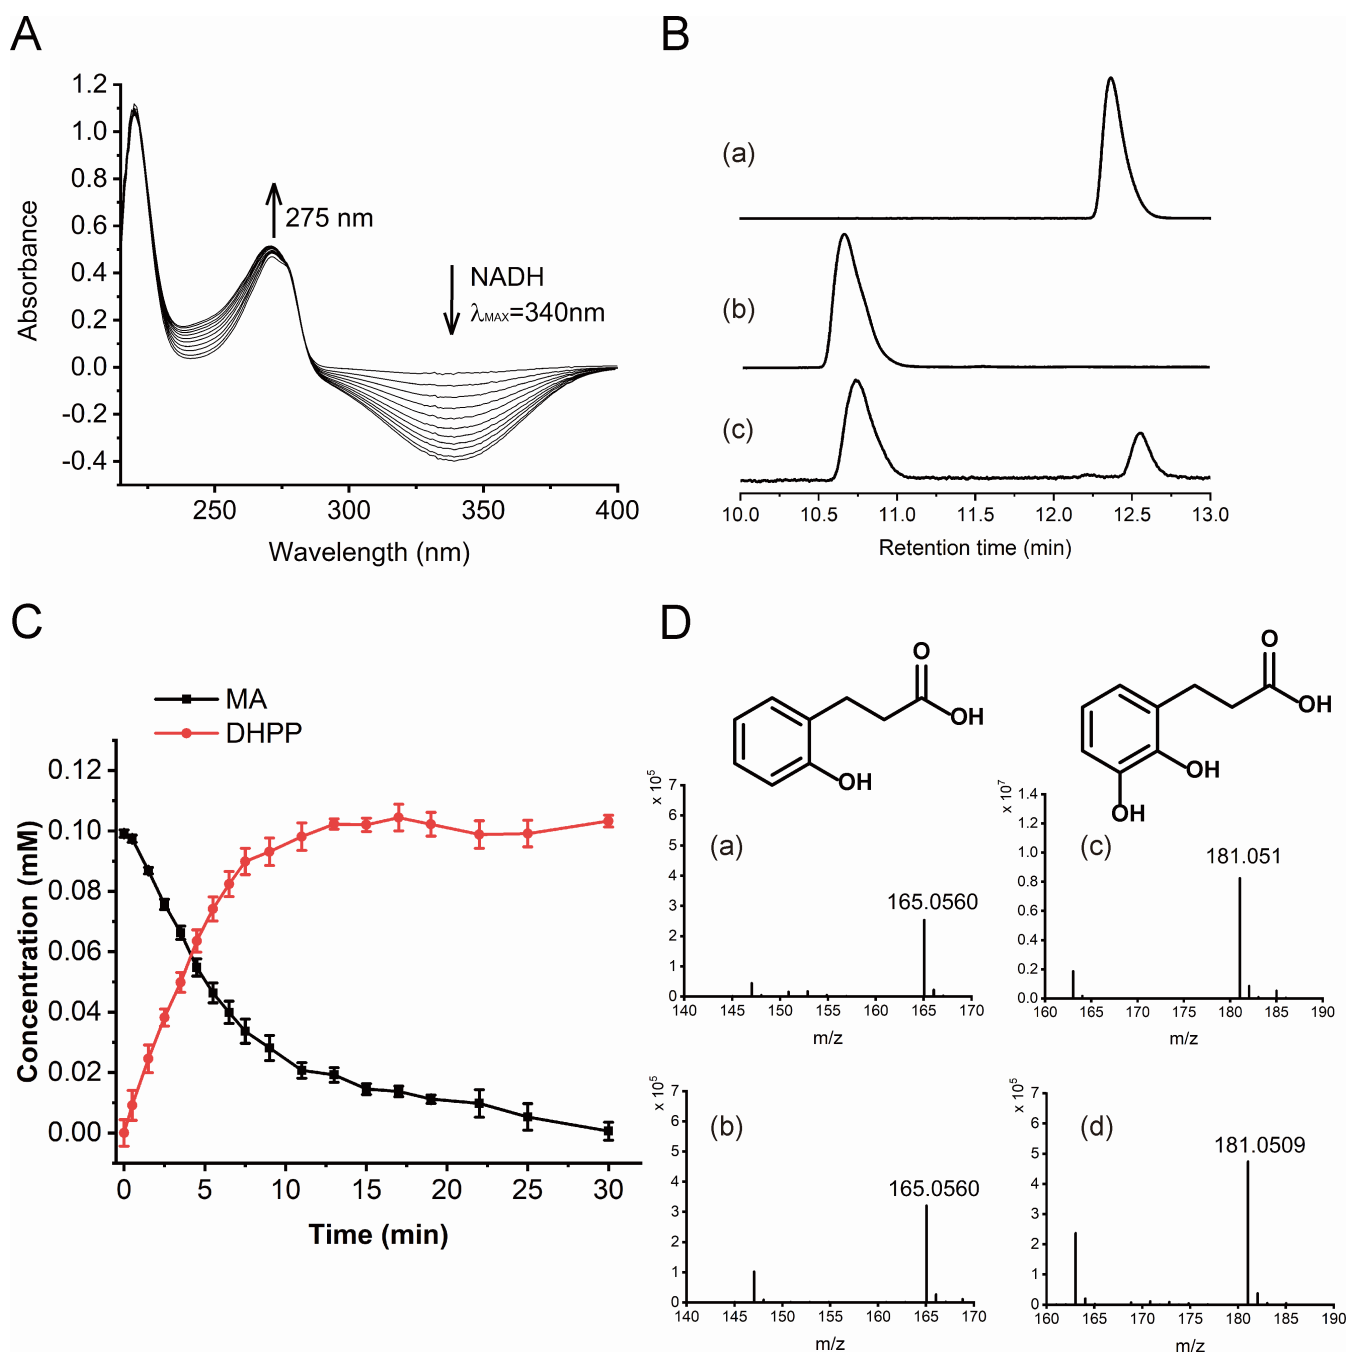 A
1.2
1.0
0.8
0.6
0.4
0.2
0.0
-0.2
-0.4
Absorbance
275 nm
NADH
λMAX=340nm
250
300
350
400
Wavelength (nm)
B
(a)
(b)
(c)
10.0
10.5
11.0
11.5
12.0
12.5
13.0
Retention time (min)
C
MA
DHPP
0.12
0.10
0.08
0.06
0.04
0.02
0.00
Concentration (mM)
0
5
10
15
20
25
30
Time (min)
D
O
OH
OH
x 10⁵
7
6
5
4
3
2
1
0
(a)
165.0560
140
145
150
155
160
165
170
m/z
O
OH
OH
OH
x 10⁷
1.4
1.2
1.0
0.8
0.6
0.4
0.2
0.0
(c)
181.051
160
165
170
175
180
185
190
m/z
x 10⁵
7
6
5
4
3
2
1
0
(b)
165.0560
140
145
150
155
160
165
170
m/z
x 10⁵
7
6
5
4
3
2
1
0
(d)
181.0509
160
165
170
175
180
185
190
m/z